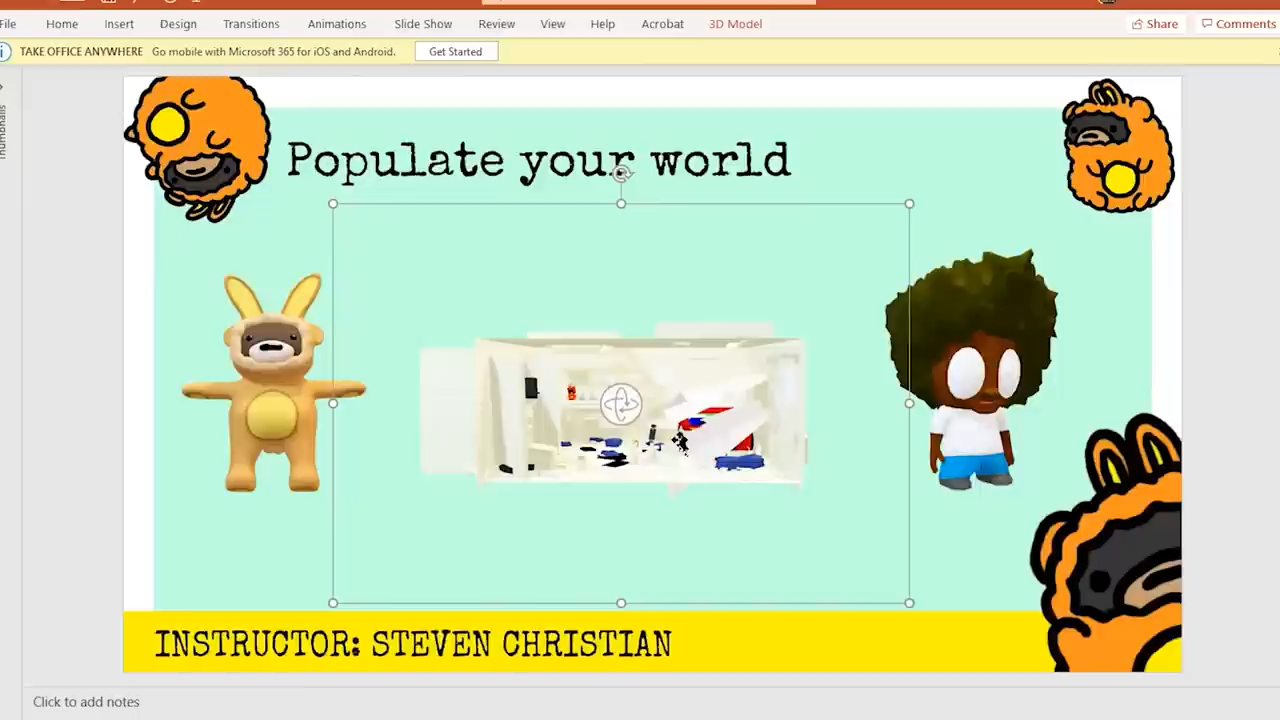 File Home Insert Design Transitions Animations Slide Show Review View Help Acrobat 3D Model Share Comments
TAKE OFFICE ANYWHERE Go mobile with Microsoft 365 for iOS and Android. Get Started
Populate your world
INSTRUCTOR: STEVEN CHRISTIAN
Click to add notes